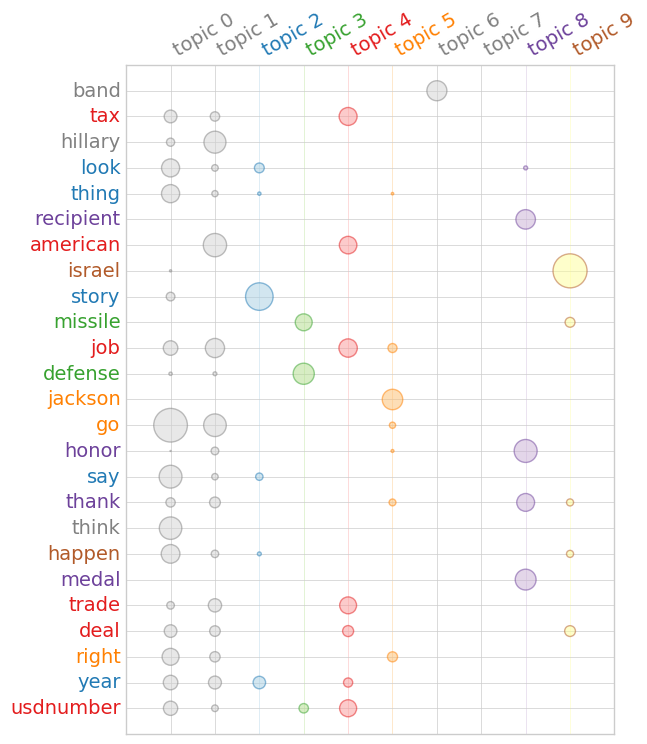 topic 0
topic 1
topic 2
topic 3
topic 4
topic 5
topic 6
topic 7
topic 8
topic 9
band
tax
hillary
look
thing
recipient
american
israel
story
missile
job
defense
jackson
go
honor
say
thank
think
happen
medal
trade
deal
right
year
usdnumber